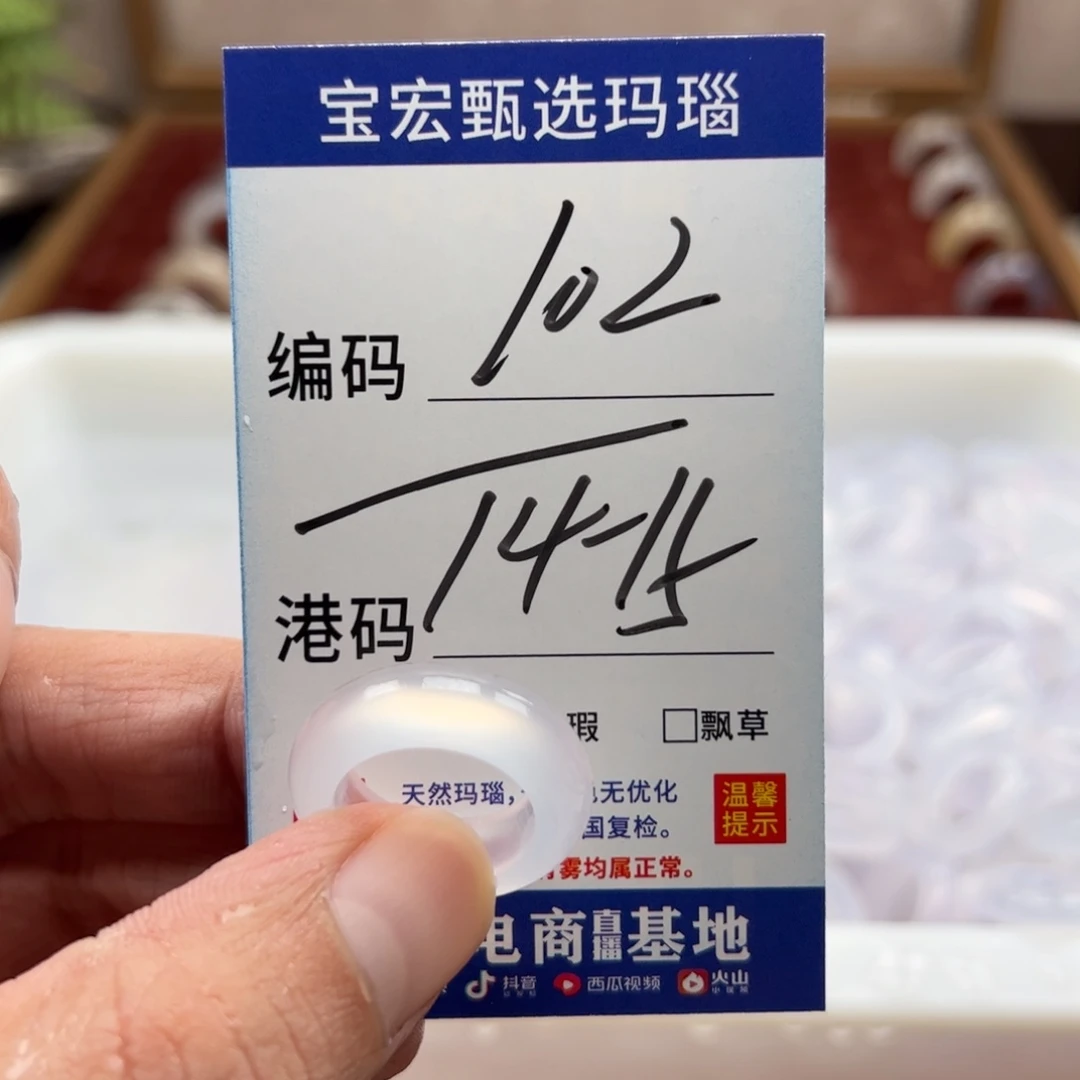 宝宏甄选玛瑙
编码 102
港码 14-15
瑕 □飘草
天然玛瑙, 无优化
温馨
提示
国复检。
雾均属正常。
电商直播基地
抖音 西瓜视频 火山